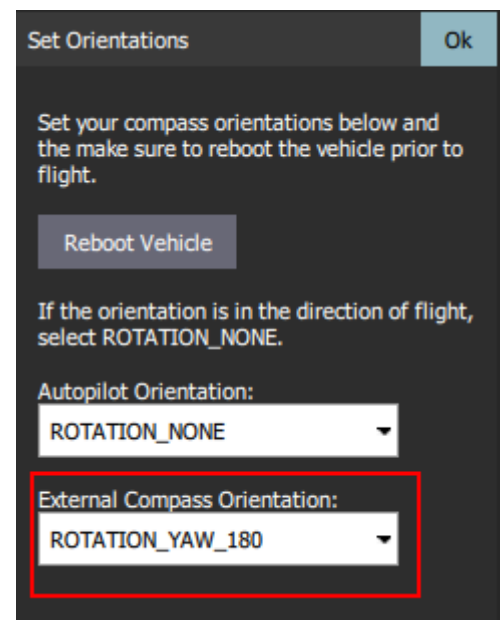 Set Orientations
Ok
Set your compass orientations below and
the make sure to reboot the vehicle prior to
flight.
Reboot Vehicle
If the orientation is in the direction of flight,
select ROTATION_NONE.
Autopilot Orientation:
ROTATION_NONE
External Compass Orientation:
ROTATION_YAW_180